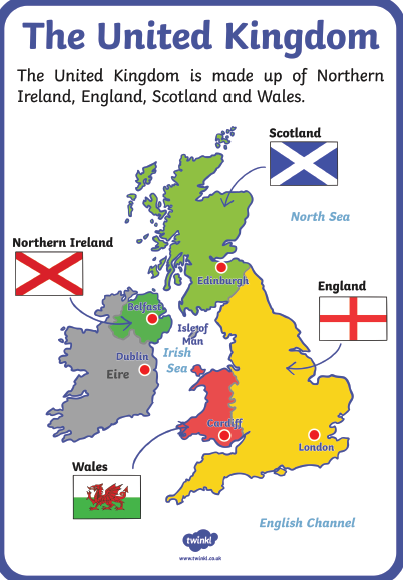 The United Kingdom
The United Kingdom is made up of Northern
Ireland, England, Scotland and Wales.
Scotland
North Sea
Northern Ireland
Edinburgh
England
Belfast
Isle of
Man
Irish
Sea
Dublin
Eire
Cardiff
London
Wales
English Channel
twinkl
www.twinkl.co.uk